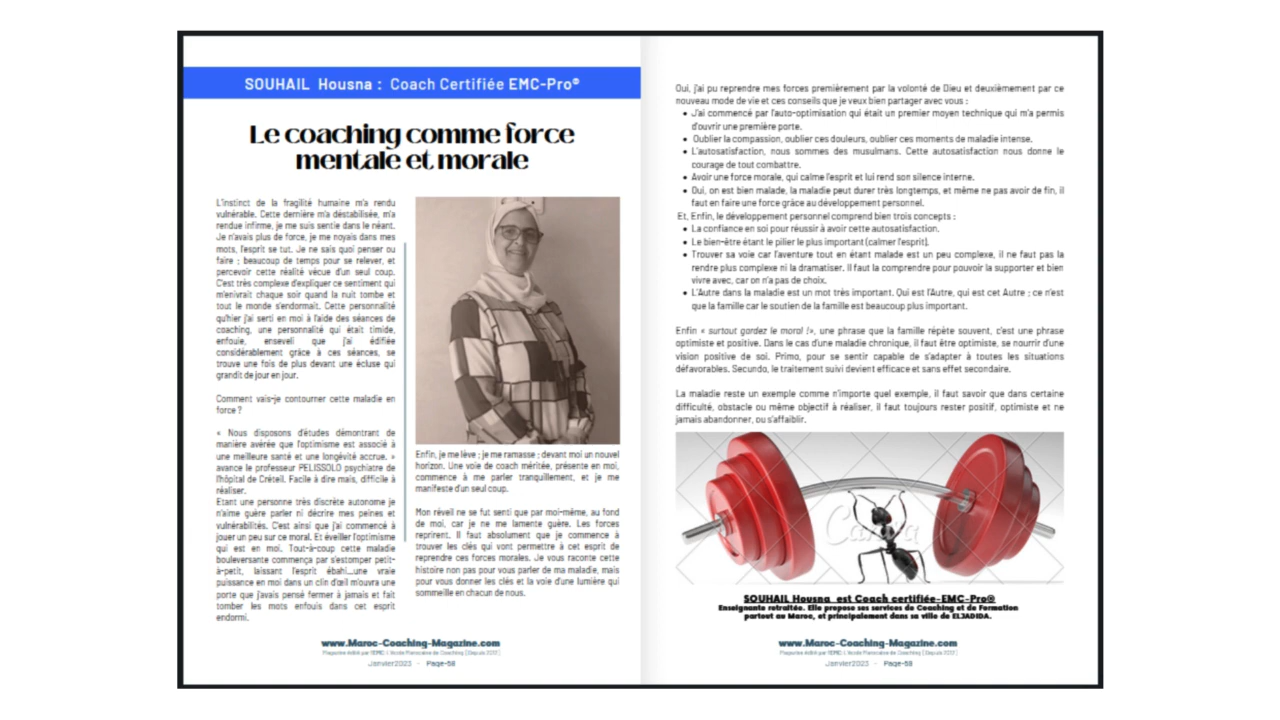 SOUHAIL Housna : Coach Certifiée EMC-Pro®
Le coaching comme force
mentale et morale
L'instinct de la fragilité humaine m'a rendu
vulnérable. Cette dernière m'a déstabilisée, m'a
rendue infirme, je me suis sentie dans le néant.
Je n'avais plus de force, je me noyais dans mes
mots, l'esprit se tut. Je ne sais quoi penser ou
faire ; beaucoup de temps pour se relever, et
percevoir cette réalité vécue d'un seul coup.
C'est très complexe d'expliquer ce sentiment qui
m'enivrait chaque soir quand la nuit tombe et
tout le monde s'endormait. Cette personnalité
qu'hier j'ai serti en moi à l'aide des séances de
coaching, une personnalité qui était timide,
enfouie, enseveli que j'ai édifiée
considérablement grâce à ces séances, se
trouve une fois de plus devant une écluse qui
grandit de jour en jour.
Comment vais-je contourner cette maladie en
force ?
« Nous disposons d'études démontrant de
manière avérée que l'optimisme est associé à
une meilleure santé et une longévité accrue. »
avance le professeur PELISSOLO psychiatre de
l'hôpital de Créteil. Facile à dire mais, difficile à
réaliser.
Etant une personne très discrète autonome je
n'aime guère parler ni décrire mes peines et
vulnérabilités. C'est ainsi que j'ai commencé à
jouer un peu sur ce moral. Et éveiller l'optimisme
qui est en moi. Tout-à-coup cette maladie
bouleversante commença par s'estomper petit-
à-petit, laissant l'esprit ébahi...une vraie
puissance en moi dans un clin d'œil m'ouvra une
porte que j'avais pensé fermer à jamais et fait
tomber les mots enfouis dans cet esprit
endormi.
Enfin, je me lève ; je me ramasse ; devant moi un nouvel
horizon. Une voie de coach méritée, présente en moi,
commence à me parler tranquillement, et je me
manifeste d'un seul coup.
Mon réveil ne se fut senti que par moi-même, au fond
de moi, car je ne me lamente guère. Les forces
reprirent. Il faut absolument que je commence à
trouver les clés qui vont permettre à cet esprit de
reprendre ces forces morales. Je vous raconte cette
histoire non pas pour vous parler de ma maladie, mais
pour vous donner les clés et la voie d'une lumière qui
sommeille en chacun de nous.
www.Maroc-Coaching-Magazine.com
Magazine édité par l'EMC: L'école Marocaine de Coaching [Depuis 2012]
Janvier2023 - Page-58
Oui, j'ai pu reprendre mes forces premièrement par la volonté de Dieu et deuxièmement par ce
nouveau mode de vie et ces conseils que je veux bien partager avec vous :
• J'ai commencé par l'auto-optimisation qui était un premier moyen technique qui m'a permis
d'ouvrir une première porte.
• Oublier la compassion, oublier ces douleurs, oublier ces moments de maladie intense.
• L'autosatisfaction, nous sommes des musulmans. Cette autosatisfaction nous donne le
courage de tout combattre.
• Avoir une force morale, qui calme l'esprit et lui rend son silence interne.
• Oui, on est bien malade, la maladie peut durer très longtemps, et même ne pas avoir de fin, il
faut en faire une force grâce au développement personnel.
Et, Enfin, le développement personnel comprend bien trois concepts :
• La confiance en soi pour réussir à avoir cette autosatisfaction.
• Le bien-être étant le pilier le plus important (calmer l'esprit).
• Trouver sa voie car l'aventure tout en étant malade est un peu complexe, il ne faut pas la
rendre plus complexe ni la dramatiser. Il faut la comprendre pour pouvoir la supporter et bien
vivre avec, car on n'a pas de choix.
• L'Autre dans la maladie est un mot très important. Qui est l'Autre, qui est cet Autre ; ce n'est
que la famille car le soutien de la famille est beaucoup plus important.
Enfin « surtout gardez le moral !», une phrase que la famille répète souvent, c'est une phrase
optimiste et positive. Dans le cas d'une maladie chronique, il faut être optimiste, se nourrir d'une
vision positive de soi. Primo, pour se sentir capable de s'adapter à toutes les situations
défavorables. Secundo, le traitement suivi devient efficace et sans effet secondaire.
La maladie reste un exemple comme n'importe quel exemple, il faut savoir que dans certaine
difficulté, obstacle ou même objectif à réaliser, il faut toujours rester positif, optimiste et ne
jamais abandonner, ou s'affaiblir.
Canva
SOUHAIL Housna est Coach certifiée-EMC-Pro®
Enseignante retraitée. Elle propose ses services de Coaching et de Formation
partout au Maroc, et principalement dans sa ville de ELJADIDA.
www.Maroc-Coaching-Magazine.com
Magazine édité par l'EMC: L'école Marocaine de Coaching [Depuis 2012]
Janvier2023 - Page-58